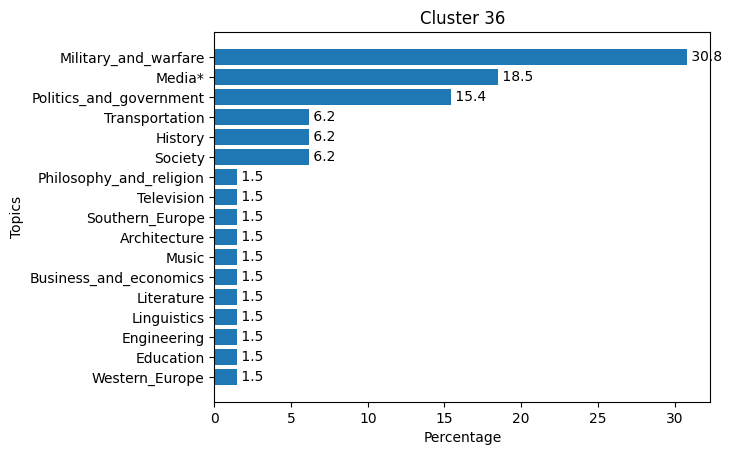 Cluster 36
Topics
Military_and_warfare 30.8
Media* 18.5
Politics_and_government 15.4
Transportation 6.2
History 6.2
Society 6.2
Philosophy_and_religion 1.5
Television 1.5
Southern_Europe 1.5
Architecture 1.5
Music 1.5
Business_and_economics 1.5
Literature 1.5
Linguistics 1.5
Engineering 1.5
Education 1.5
Western_Europe 1.5
0 5 10 15 20 25 30
Percentage